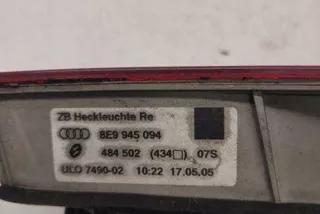 ZB Heckleuchte Re
8E9 945 094
484 502 (434□) 07S
ULO 7490-02 10:22 17.05.05